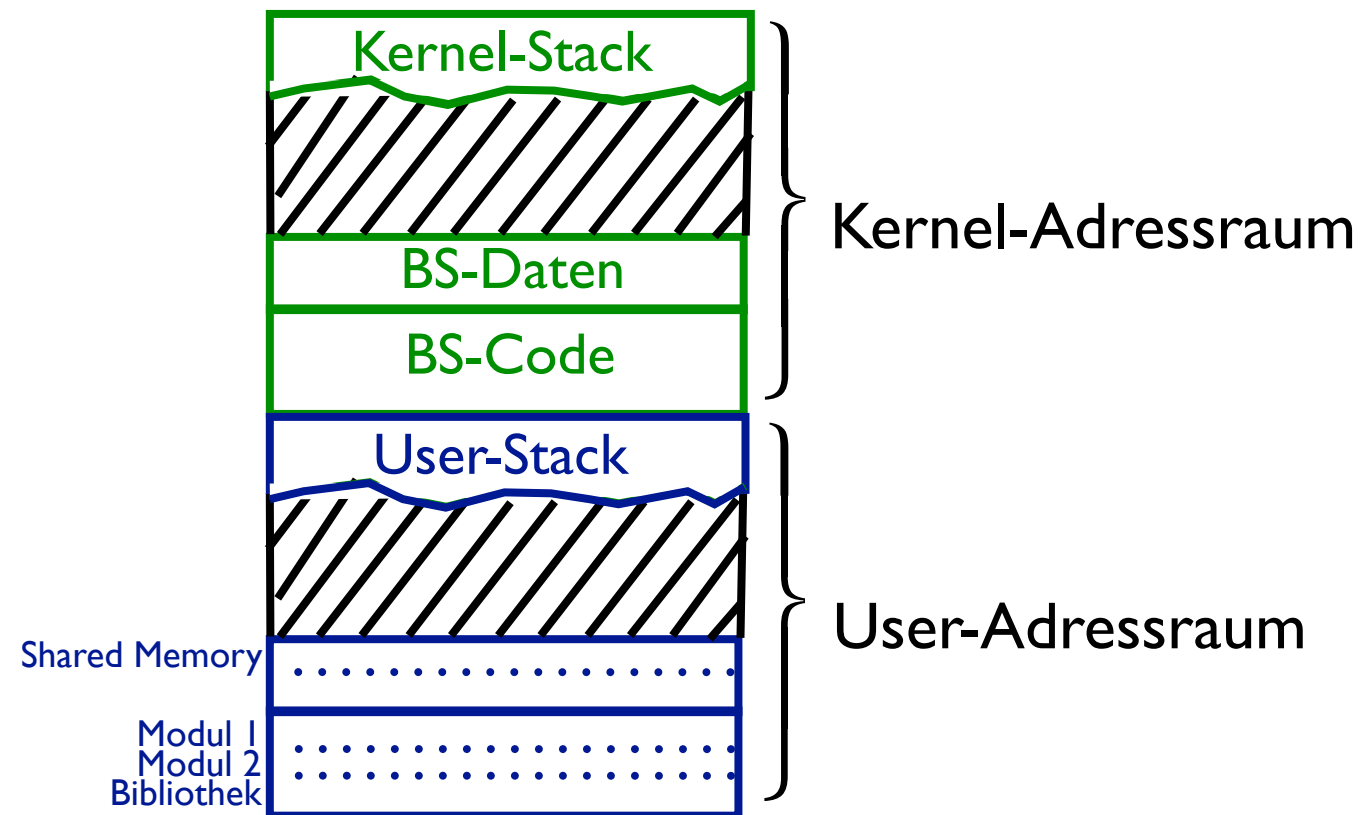 Kernel-Stack
Kernel-Adressraum
BS-Daten
BS-Code
User-Stack
User-Adressraum
Shared Memory
Modul 1
Modul 2
Bibliothek